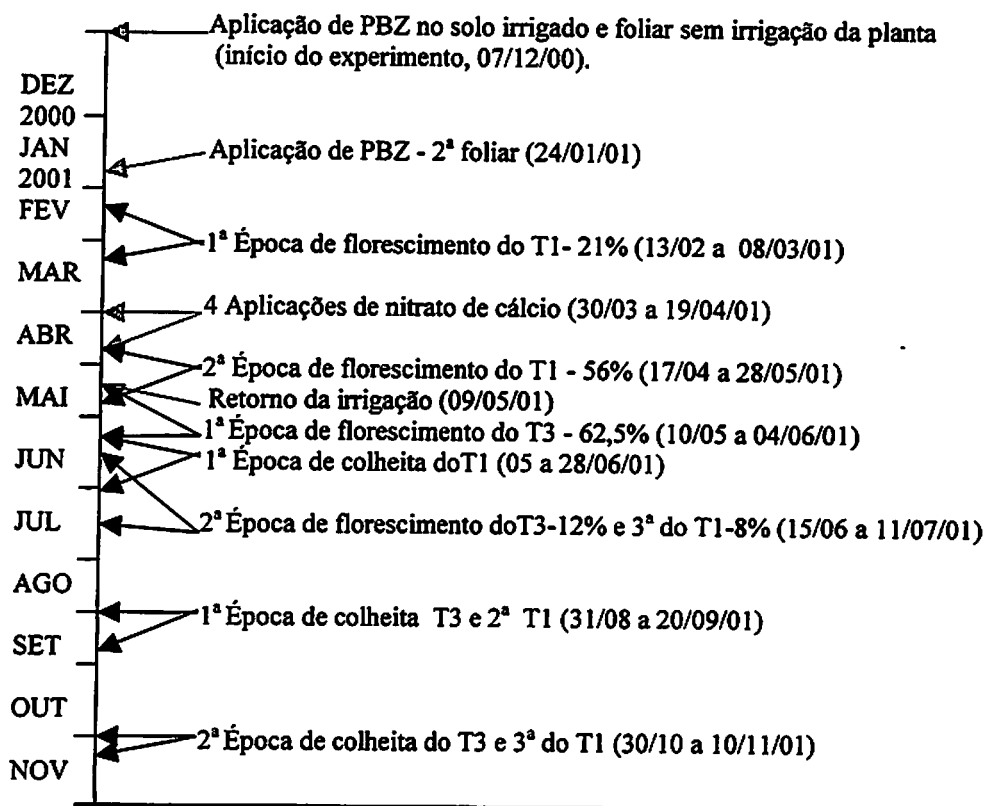 Aplicação de PBZ no solo irrigado e foliar sem irrigação da planta
(início do experimento, 07/12/00).
DEZ
2000
JAN
2001
Aplicação de PBZ - 2ª foliar (24/01/01)
FEV
1ª Época de florescimento do T1- 21% (13/02 a 08/03/01)
MAR
4 Aplicações de nitrato de cálcio (30/03 a 19/04/01)
ABR
2ª Época de florescimento do T1 - 56% (17/04 a 28/05/01)
MAI
Retorno da irrigação (09/05/01)
1ª Época de florescimento do T3 - 62,5% (10/05 a 04/06/01)
JUN
1ª Época de colheita doT1 (05 a 28/06/01)
JUL
2ª Época de florescimento doT3-12% e 3ª do T1-8% (15/06 a 11/07/01)
AGO
1ª Época de colheita T3 e 2ª T1 (31/08 a 20/09/01)
SET
OUT
2ª Época de colheita do T3 e 3ª do T1 (30/10 a 10/11/01)
NOV